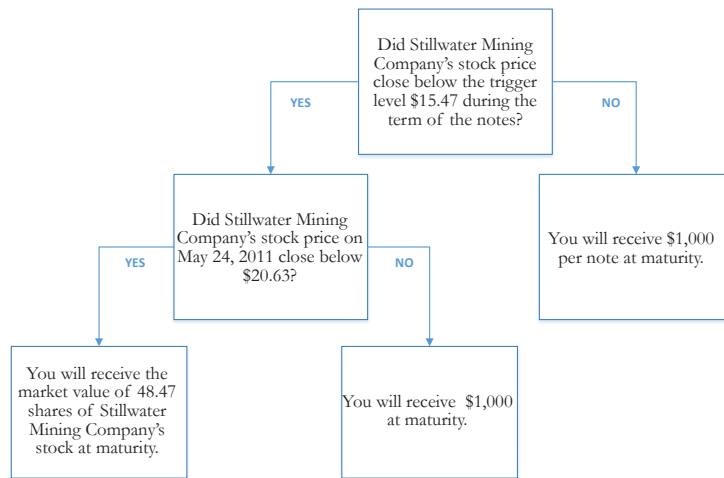 Did Stillwater Mining
Company's stock price
close below the trigger
level $15.47 during the
term of the notes?
YES
NO
Did Stillwater Mining
Company's stock price on
May 24, 2011 close below
$20.63?
You will receive $1,000
per note at maturity.
YES
NO
You will receive the
market value of 48.47
shares of Stillwater
Mining Company's
stock at maturity.
You will receive $1,000
at maturity.